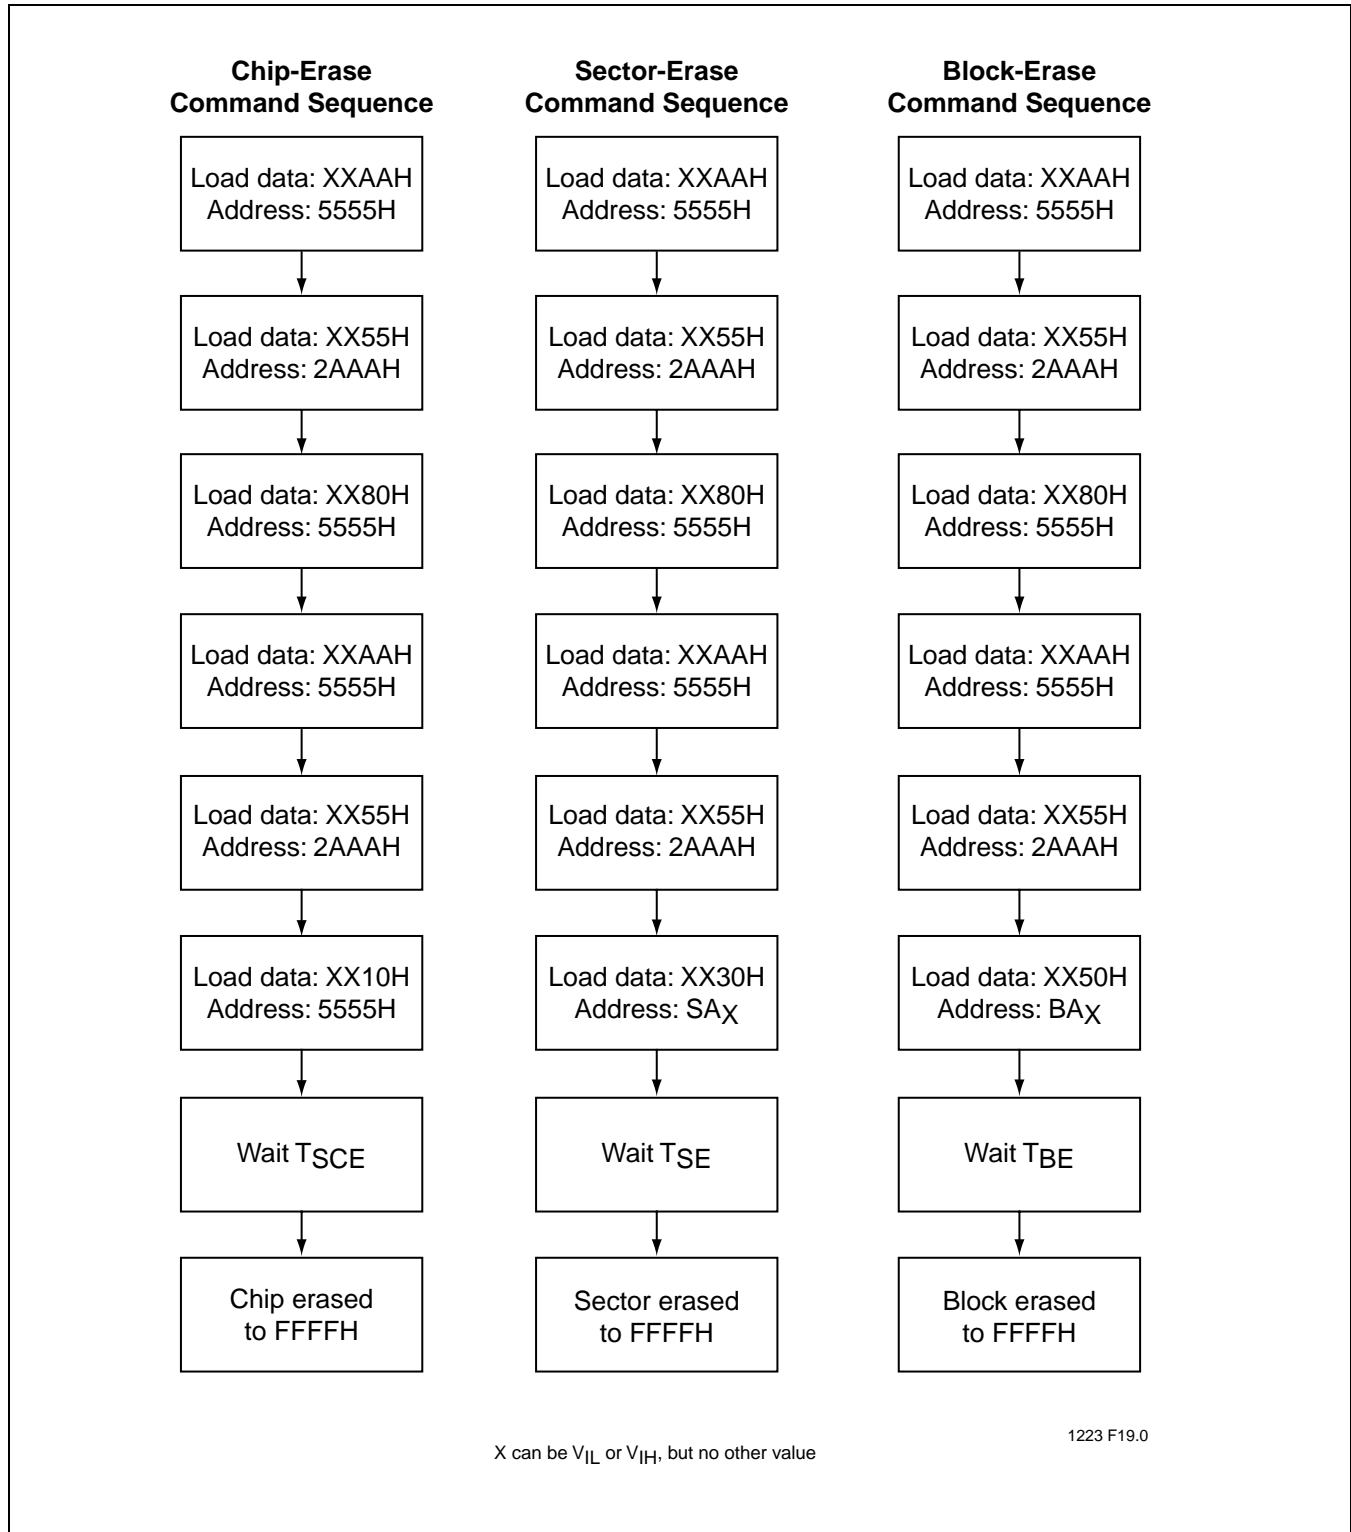 Chip-Erase
Command Sequence
Load data: XXAAH
Address: 5555H
Load data: XX55H
Address: 2AAAH
Load data: XX80H
Address: 5555H
Load data: XXAAH
Address: 5555H
Load data: XX55H
Address: 2AAAH
Load data: XX10H
Address: 5555H
Wait TSCE
Chip erased
to FFFFH
Sector-Erase
Command Sequence
Load data: XXAAH
Address: 5555H
Load data: XX55H
Address: 2AAAH
Load data: XX80H
Address: 5555H
Load data: XXAAH
Address: 5555H
Load data: XX55H
Address: 2AAAH
Load data: XX30H
Address: SAX
Wait TSE
Sector erased
to FFFFH
Block-Erase
Command Sequence
Load data: XXAAH
Address: 5555H
Load data: XX55H
Address: 2AAAH
Load data: XX80H
Address: 5555H
Load data: XXAAH
Address: 5555H
Load data: XX55H
Address: 2AAAH
Load data: XX50H
Address: BAX
Wait TBE
Block erased
to FFFFH
1223 F19.0
X can be VIL or VIH, but no other value